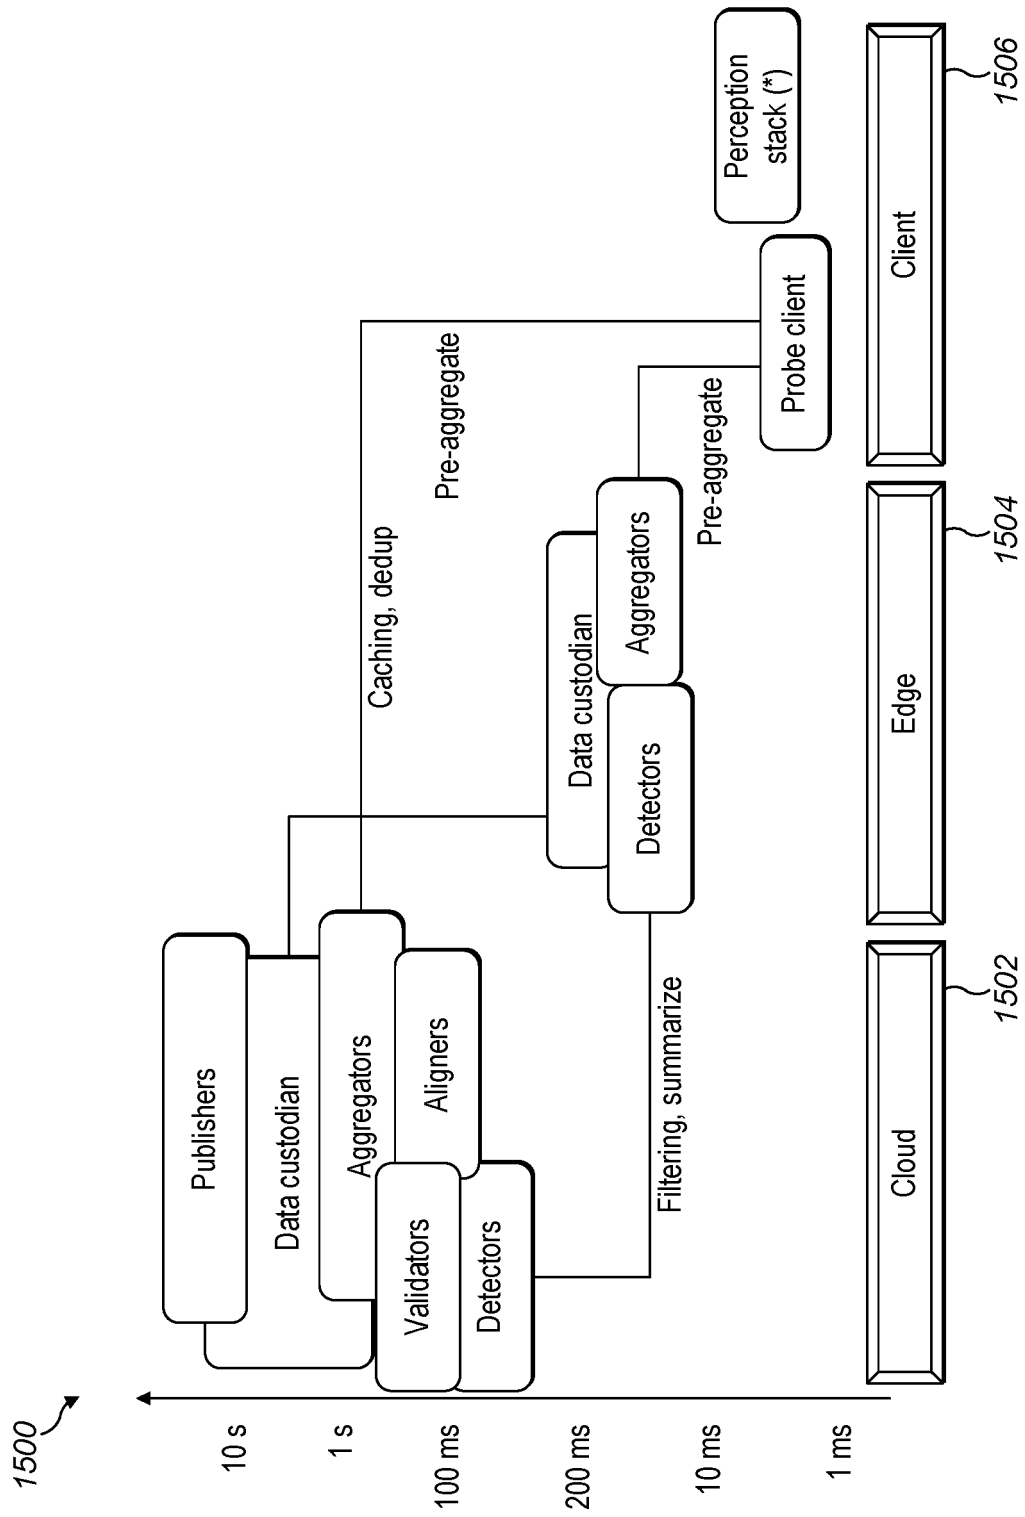 1500
10 s
1 s
100 ms
200 ms
10 ms
1 ms
Publishers
Data custodian
Aggregators
Aligners
Validators
Detectors
Caching, dedup
Pre-aggregate
Data custodian
Aggregators
Detectors
Pre-aggregate
Filtering, summarize
Perception
stack (*)
Probe client
Cloud
Edge
Client
1502
1504
1506